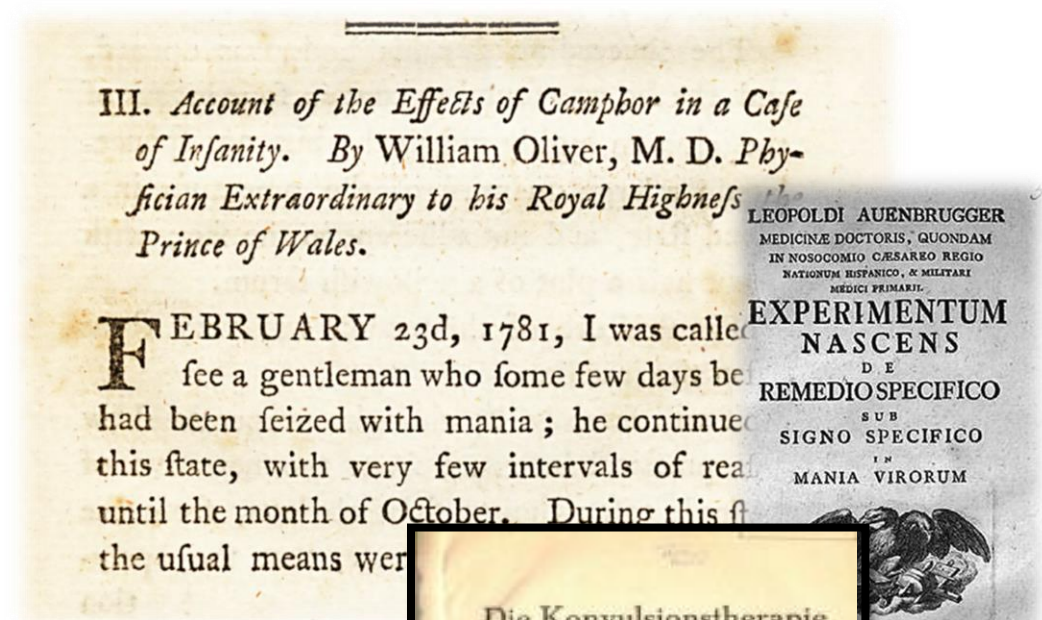 III. Account of the Effects of Camphor in a Caſe
of Inſanity. By William Oliver, M. D. Phy-
ſician Extraordinary to his Royal Highneſs the
Prince of Wales.
FEBRUARY 23d, 1781, I was called
ſee a gentleman who ſome few days be
had been ſeized with mania ; he continued
this ſtate, with very few intervals of rea
until the month of October. During this ſt
the uſual means wer
LEOPOLDI AUENBRUGGER
MEDICINÆ DOCTORIS, QUONDAM
IN NOSOCOMIO CÆSAREO REGIO
NATIONUM HISPANICO, & MILITARI
MEDICI PRIMARII.
EXPERIMENTUM
NASCENS
DE
REMEDIO SPECIFICO
SUB
SIGNO SPECIFICO
IN
MANIA VIRORUM
Die Konvulsionstherapie